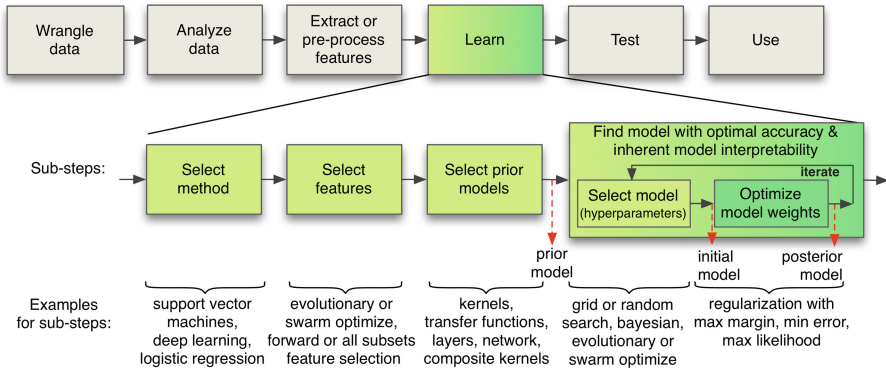 Wrangle
data
Analyze
data
Extract or
pre-process
features
Learn
Test
Use
Sub-steps:
Select
method
Select
features
Select prior
models
Find model with optimal accuracy &
inherent model interpretability
iterate
Select model
(hyperparameters)
Optimize
model weights
prior
model
initial
model
posterior
model
Examples
for sub-steps:
support vector
machines,
deep learning,
logistic regression
evolutionary or
swarm optimize,
forward or all subsets
feature selection
kernels,
transfer functions,
layers, network,
composite kernels
grid or random
search, bayesian,
evolutionary or
swarm optimize
regularization with
max margin, min error,
max likelihood